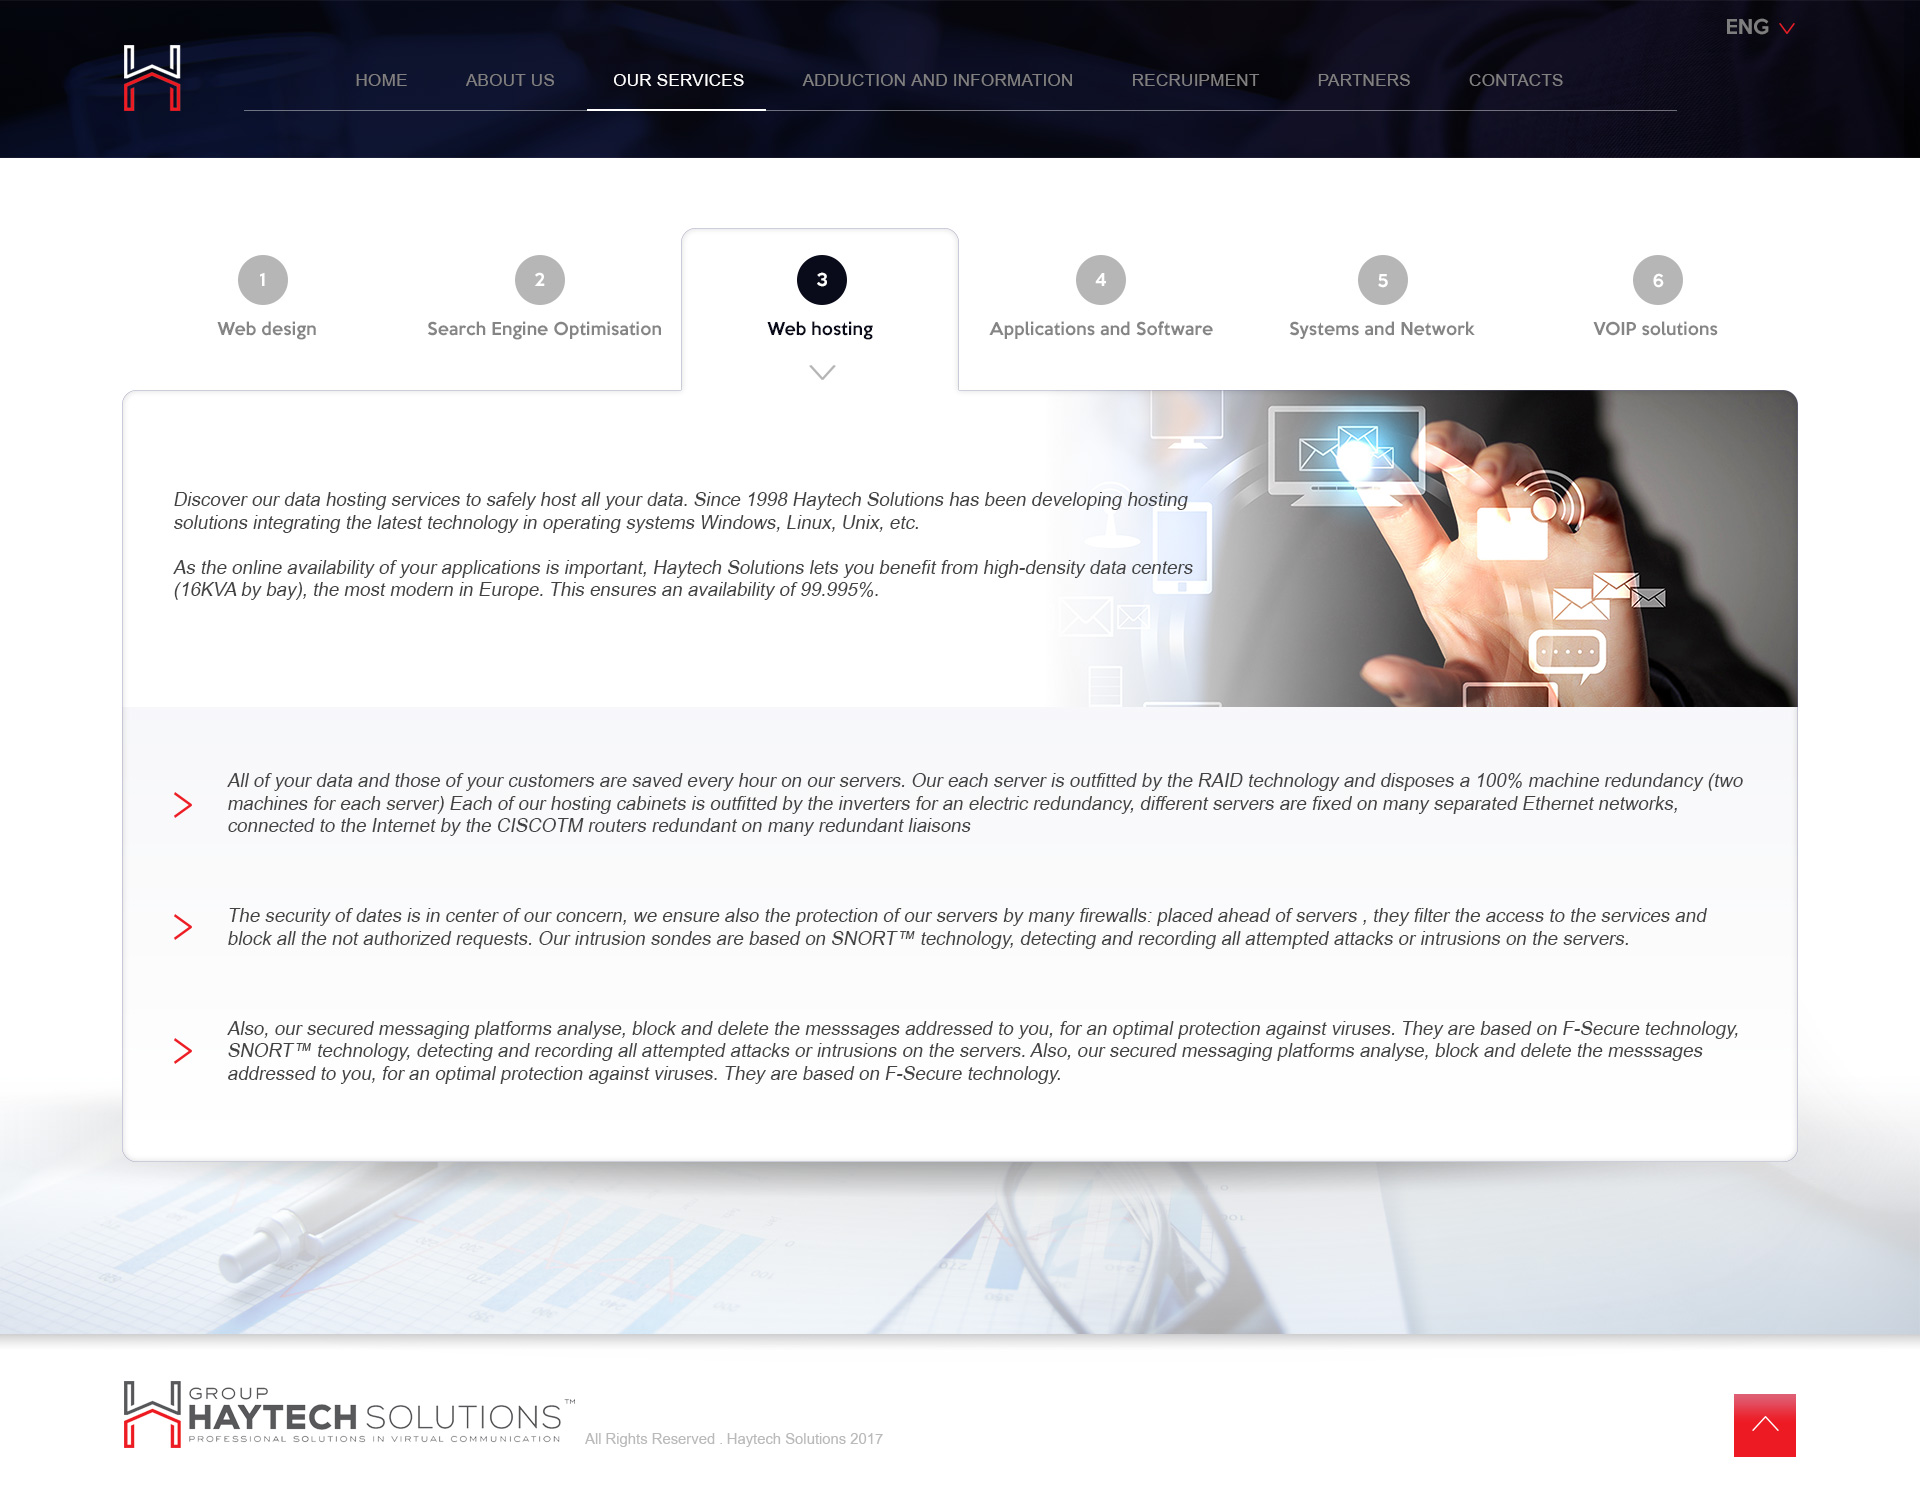 ENG
HOME ABOUT US OUR SERVICES ADDUCTION AND INFORMATION RECRUIPMENT PARTNERS CONTACTS
1 2 3 4 5 6
Web design Search Engine Optimisation Web hosting Applications and Software Systems and Network VOIP solutions
Discover our data hosting services to safely host all your data. Since 1998 Haytech Solutions has been developing hosting
solutions integrating the latest technology in operating systems Windows, Linux, Unix, etc.
As the online availability of your applications is important, Haytech Solutions lets you benefit from high-density data centers
(16KVA by bay), the most modern in Europe. This ensures an availability of 99.995%.
All of your data and those of your customers are saved every hour on our servers. Our each server is outfitted by the RAID technology and disposes a 100% machine redundancy (two
machines for each server) Each of our hosting cabinets is outfitted by the inverters for an electric redundancy, different servers are fixed on many separated Ethernet networks,
connected to the Internet by the CISCOTM routers redundant on many redundant liaisons
The security of dates is in center of our concern, we ensure also the protection of our servers by many firewalls: placed ahead of servers , they filter the access to the services and
block all the not authorized requests. Our intrusion sondes are based on SNORT™ technology, detecting and recording all attempted attacks or intrusions on the servers.
Also, our secured messaging platforms analyse, block and delete the messsages addressed to you, for an optimal protection against viruses. They are based on F-Secure technology,
SNORT™ technology, detecting and recording all attempted attacks or intrusions on the servers. Also, our secured messaging platforms analyse, block and delete the messsages
addressed to you, for an optimal protection against viruses. They are based on F-Secure technology.
GROUP
HAYTECH SOLUTIONS™
PROFESSIONAL SOLUTIONS IN VIRTUAL COMMUNICATION
All Rights Reserved . Haytech Solutions 2017